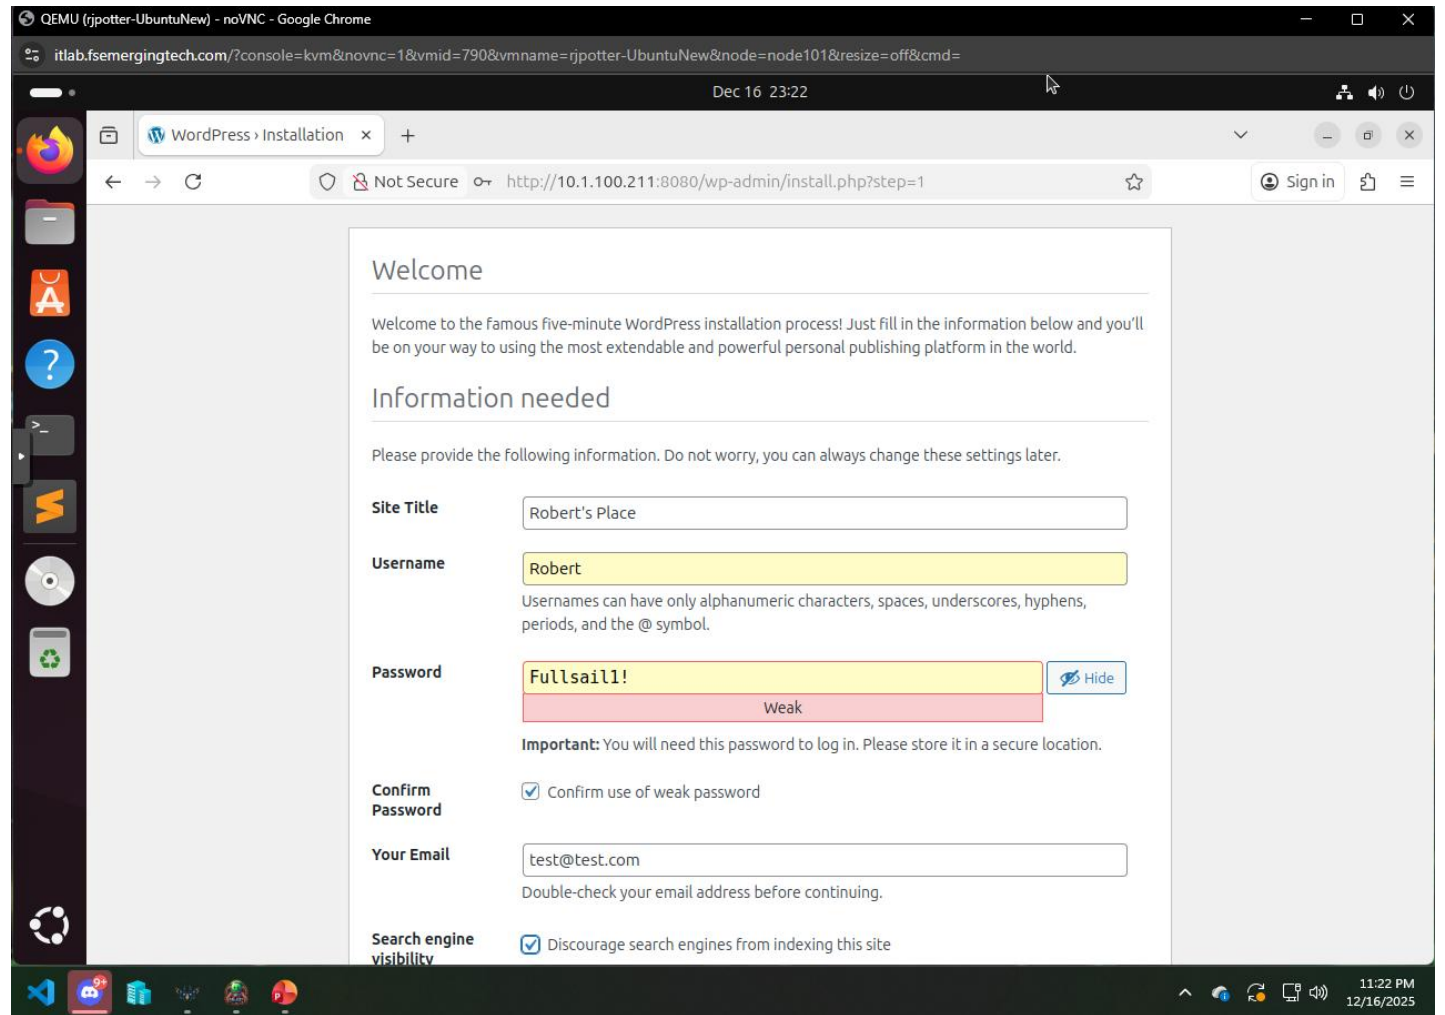 QEMU (rjpotter-UbuntuNew) - noVNC - Google Chrome
itlab.fsemergingtech.com/?console=kvm&novnc=1&vmid=790&vmname=rjpotter-UbuntuNew&node=node101&resize=off&cmd=
Dec 16 23:22
WordPress › Installation
Not Secure http://10.1.100.211:8080/wp-admin/install.php?step=1 Sign in
Welcome
Welcome to the famous five-minute WordPress installation process! Just fill in the information below and you’ll
be on your way to using the most extendable and powerful personal publishing platform in the world.
Information needed
Please provide the following information. Do not worry, you can always change these settings later.
Site Title Robert's Place
Username Robert
Usernames can have only alphanumeric characters, spaces, underscores, hyphens,
periods, and the @ symbol.
Password Fullsail1! Hide
Weak
Important: You will need this password to log in. Please store it in a secure location.
Confirm
Password
Confirm use of weak password
Your Email test@test.com
Double-check your email address before continuing.
Search engine
visibility
Discourage search engines from indexing this site
9+
11:22 PM
12/16/2025